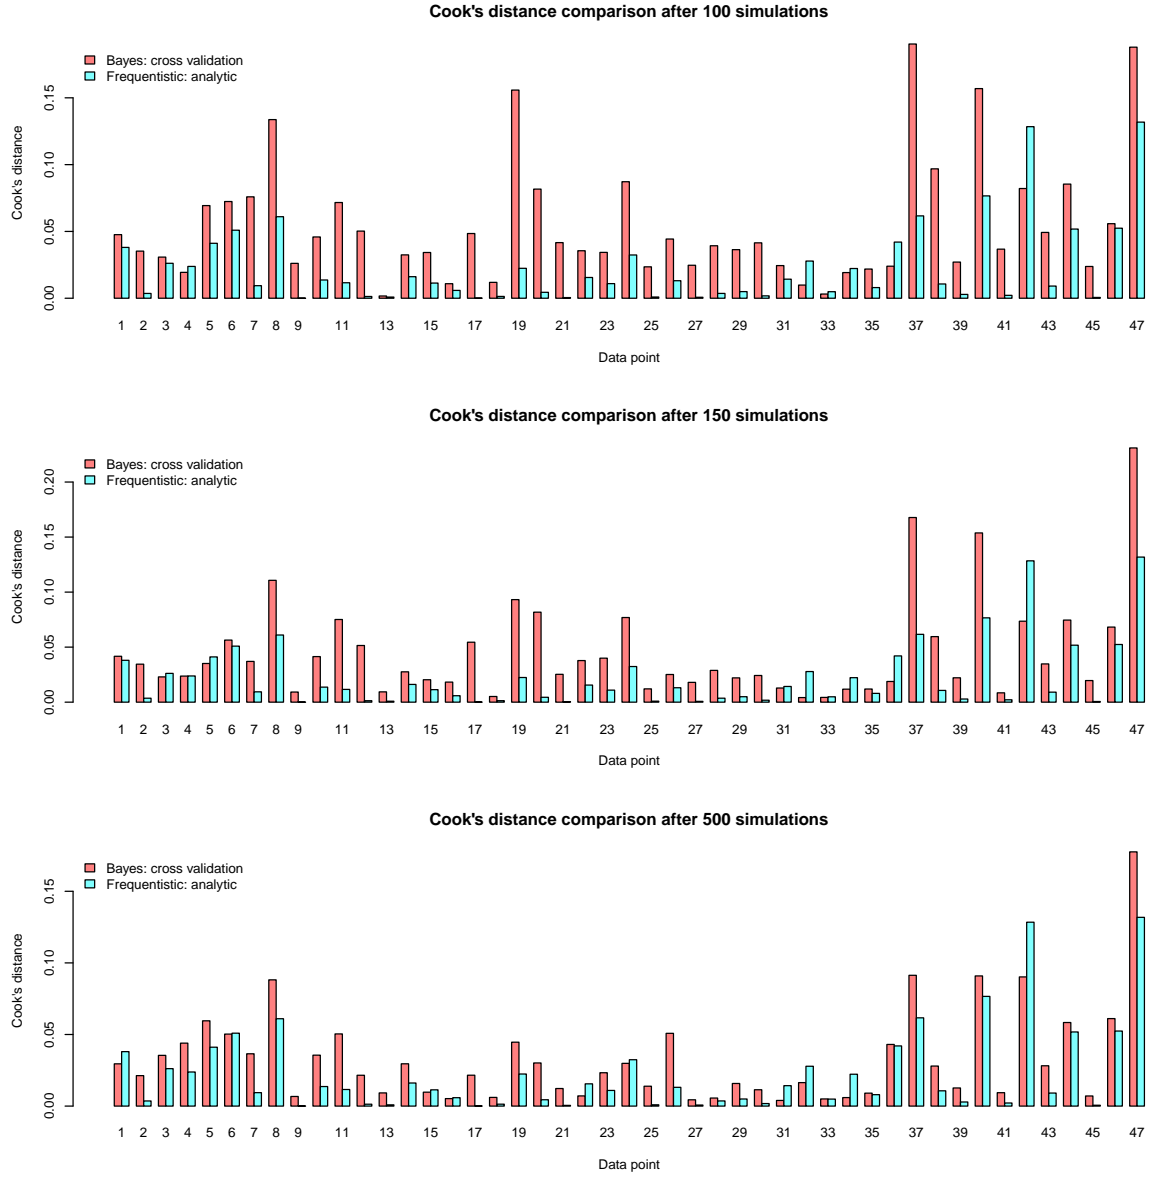 Cook's distance comparison after 100 simulations
Bayes: cross validation
Frequentistic: analytic
Cook's distance
0.00 0.05 0.10 0.15
1 2 3 4 5 6 7 8 9 11 13 15 17 19 21 23 25 27 29 31 33 35 37 39 41 43 45 47
Data point
Cook's distance comparison after 150 simulations
Bayes: cross validation
Frequentistic: analytic
Cook's distance
0.00 0.05 0.10 0.15 0.20
1 2 3 4 5 6 7 8 9 11 13 15 17 19 21 23 25 27 29 31 33 35 37 39 41 43 45 47
Data point
Cook's distance comparison after 500 simulations
Bayes: cross validation
Frequentistic: analytic
Cook's distance
0.00 0.05 0.10 0.15
1 2 3 4 5 6 7 8 9 11 13 15 17 19 21 23 25 27 29 31 33 35 37 39 41 43 45 47
Data point